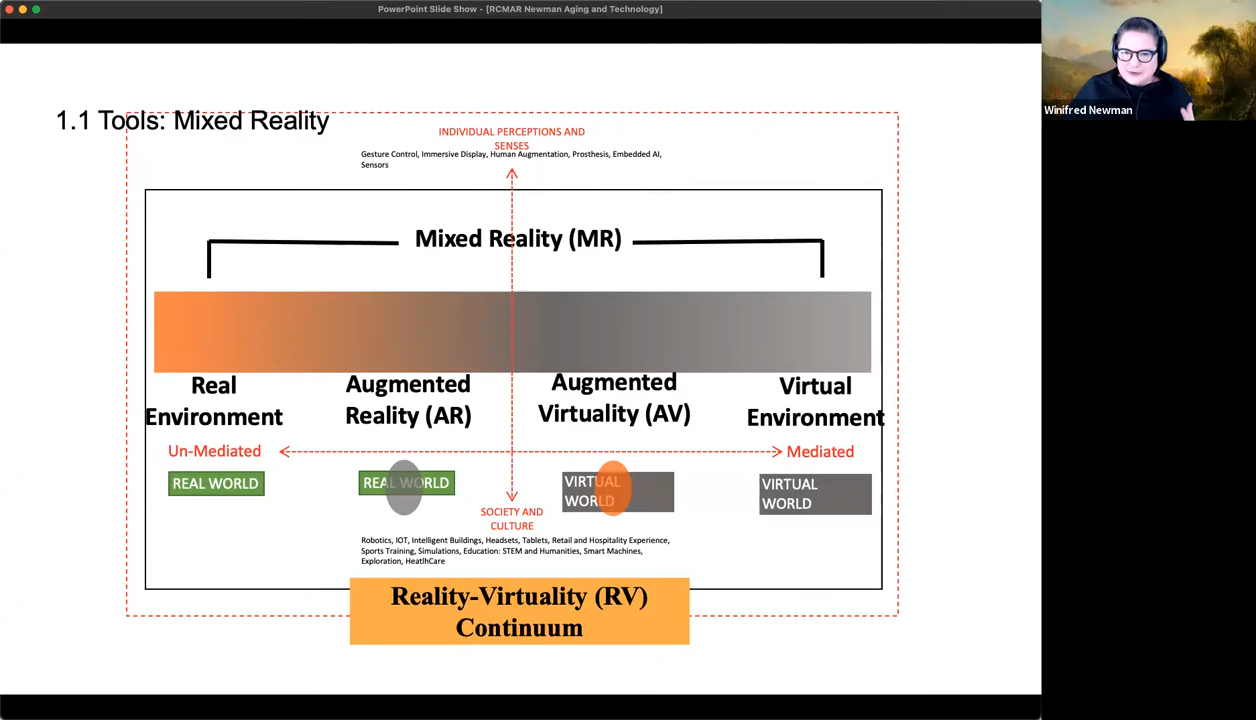 PowerPoint Slide Show - [RCMAR Newman Aging and Technology]
Winifred Newman
1.1 Tools: Mixed Reality
INDIVIDUAL PERCEPTIONS AND
SENSES
Gesture Control, Immersive Display, Human Augmentation, Prosthesis, Embedded AI,
Sensors
Mixed Reality (MR)
Real
Environment
Augmented
Reality (AR)
Augmented
Virtuality (AV)
Virtual
Environment
Un-Mediated
Mediated
REAL WORLD
REAL WORLD
VIRTUAL
WORLD
VIRTUAL
WORLD
SOCIETY AND
CULTURE
Robotics, IOT, Intelligent Buildings, Headsets, Tablets, Retail and Hospitality Experience,
Sports Training, Simulations, Education: STEM and Humanities, Smart Machines,
Exploration, HeatlhCare
Reality-Virtuality (RV)
Continuum